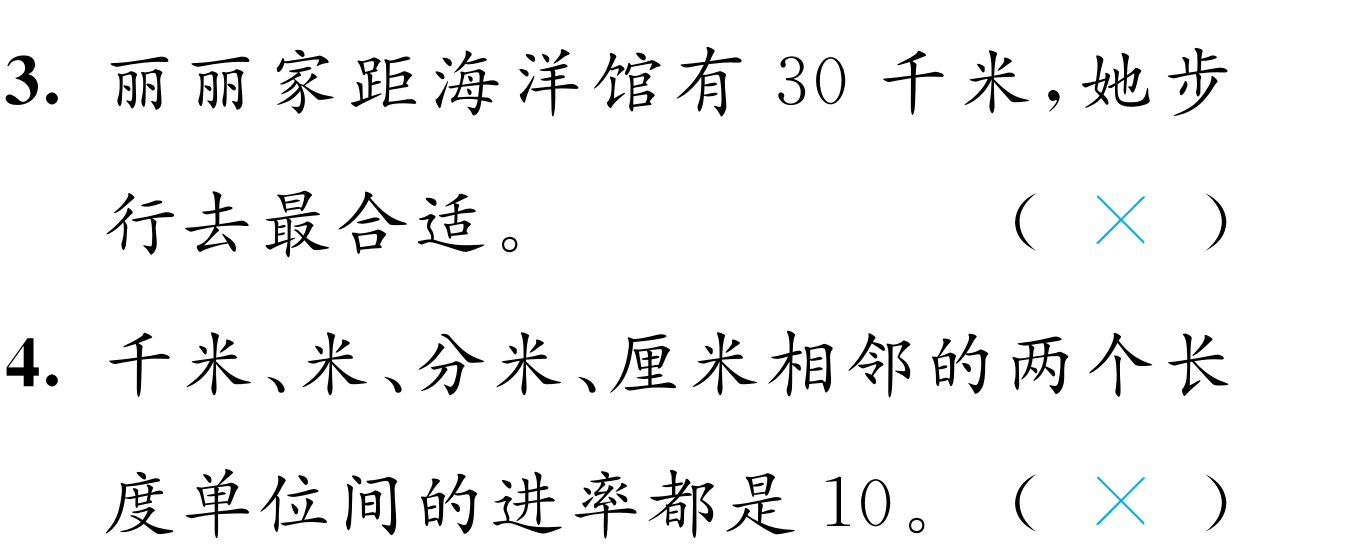 3. 丽丽家距海洋馆有 30 千米,她步
行去最合适。 ( × )
4. 千米、米、分米、厘米相邻的两个长
度单位间的进率都是 10。 ( × )